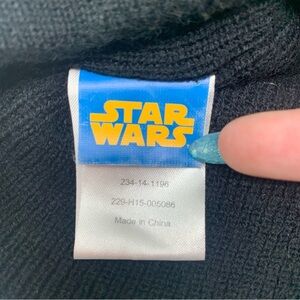 STAR
WARS
234-14-1196
229-H15-005086
Made in China